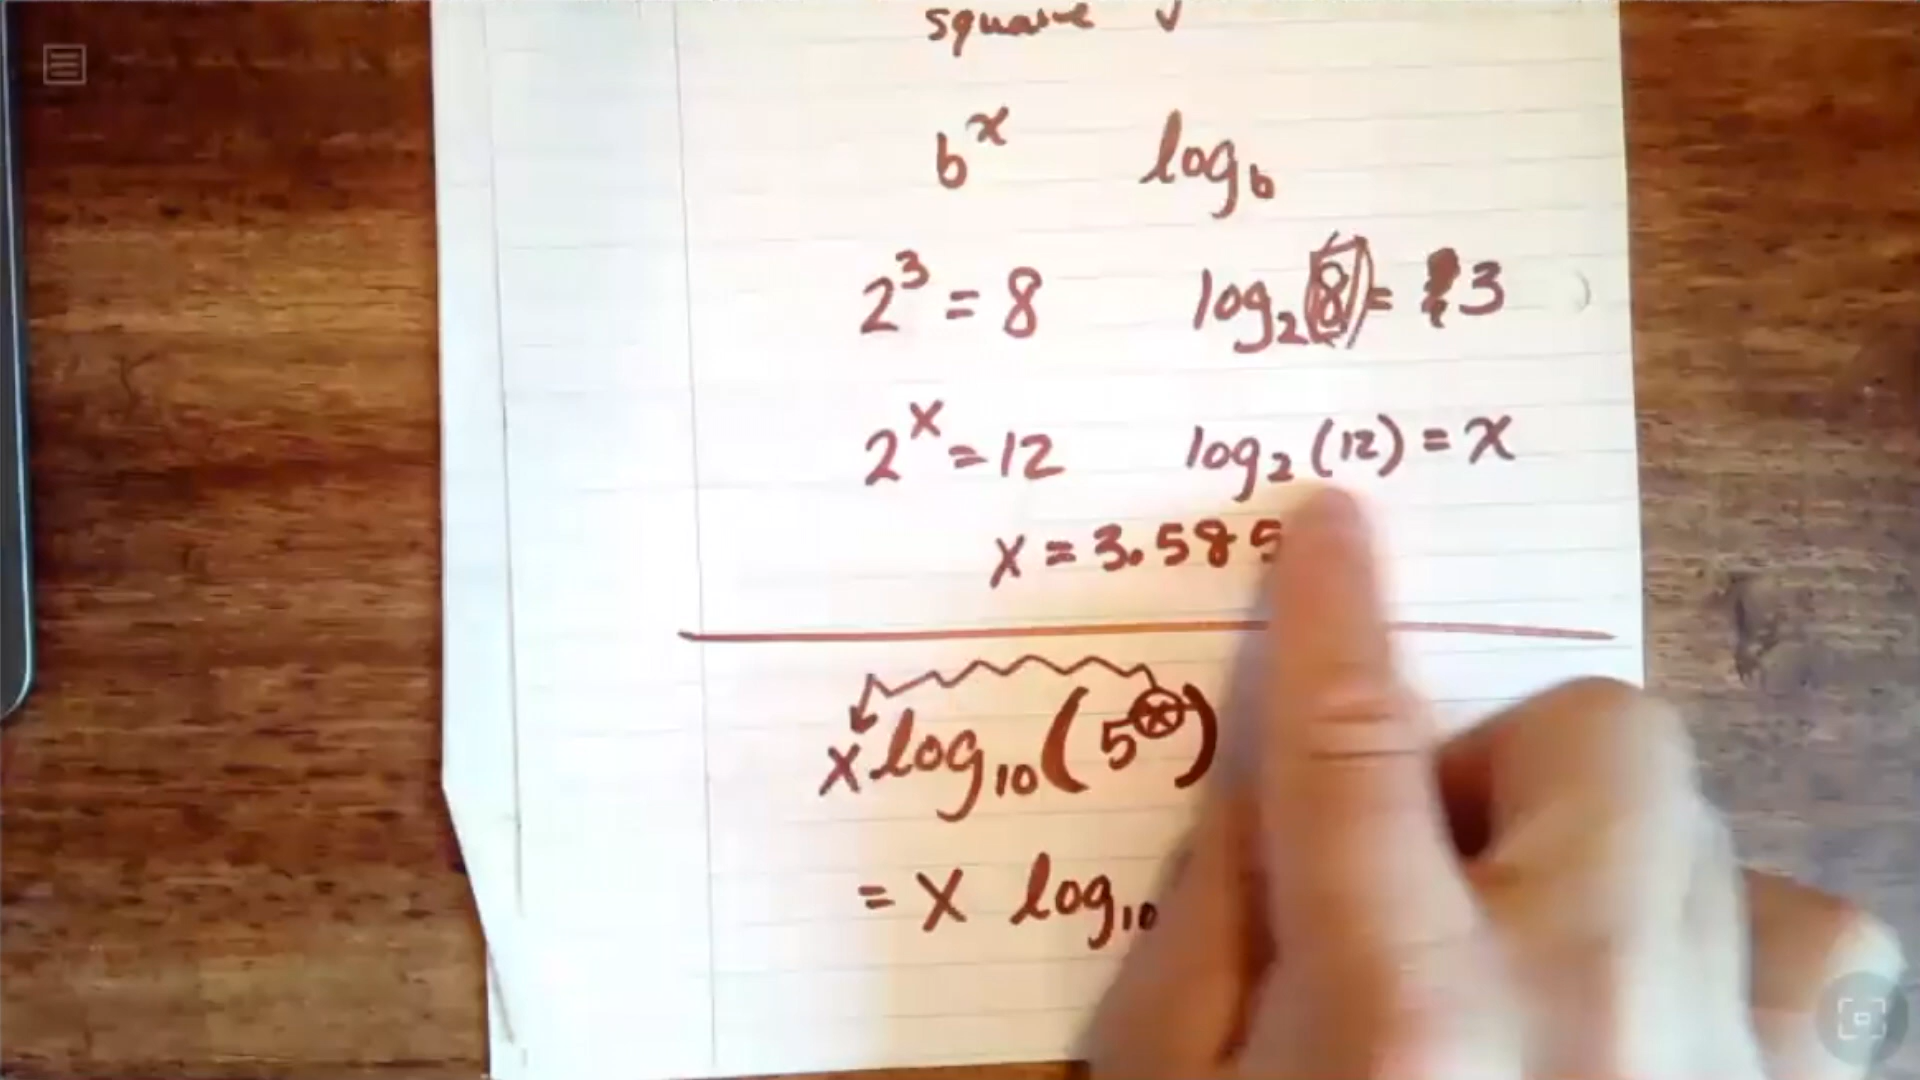 square √
b^x log_b
2^3 = 8 log_2(8) = 3
2^x = 12 log_2(12) = x
x = 3.585
x log_10(5^x)
= x log_10